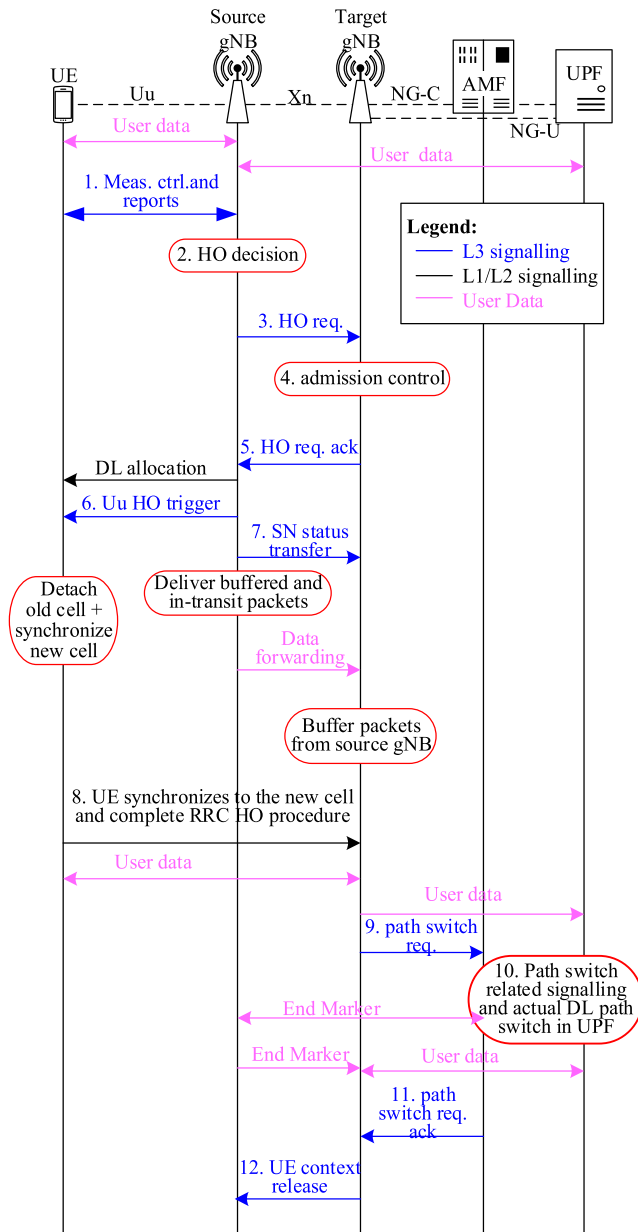 Source
gNB
Target
gNB
UE
Uu
Xn
NG-C
AMF
UPF
NG-U
User data
User data
1. Meas. ctrl.and
reports
Legend:
L3 signalling
L1/L2 signalling
User Data
2. HO decision
3. HO req.
4. admission control
5. HO req. ack
DL allocation
6. Uu HO trigger
7. SN status
transfer
Detach
old cell +
synchronize
new cell
Deliver buffered and
in-transit packets
Data
forwarding
Buffer packets
from source gNB
8. UE synchronizes to the new cell
and complete RRC HO procedure
User data
User data
9. path switch
req.
10. Path switch
related signalling
and actual DL path
switch in UPF
End Marker
End Marker
User data
11. path
switch req.
ack
12. UE context
release